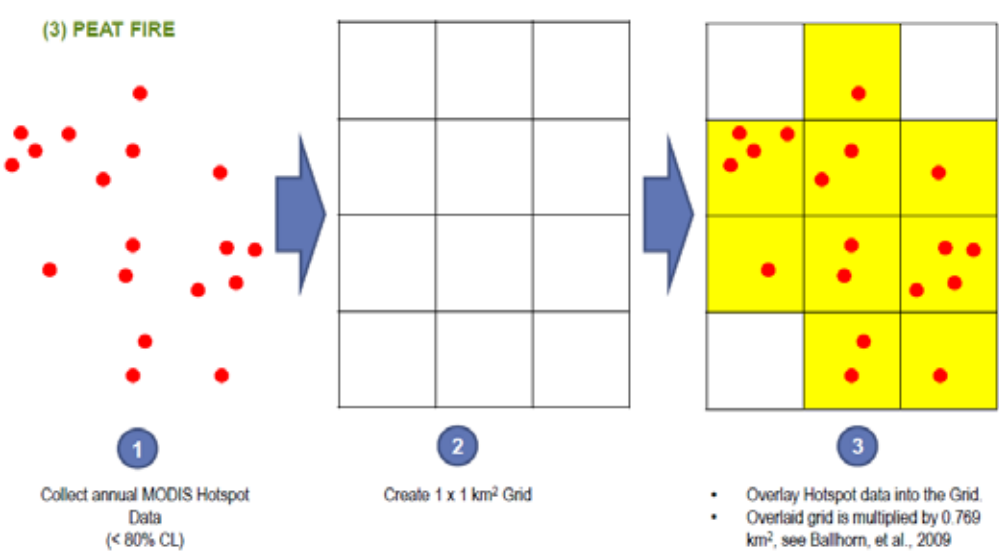 (3) PEAT FIRE
1
Collect annual MODIS Hotspot
Data
(< 80% CL)
2
Create 1 x 1 km² Grid
3
• Overlay Hotspot data into the Grid.
• Overlaid grid is multiplied by 0.769
km², see Ballhorn, et al., 2009